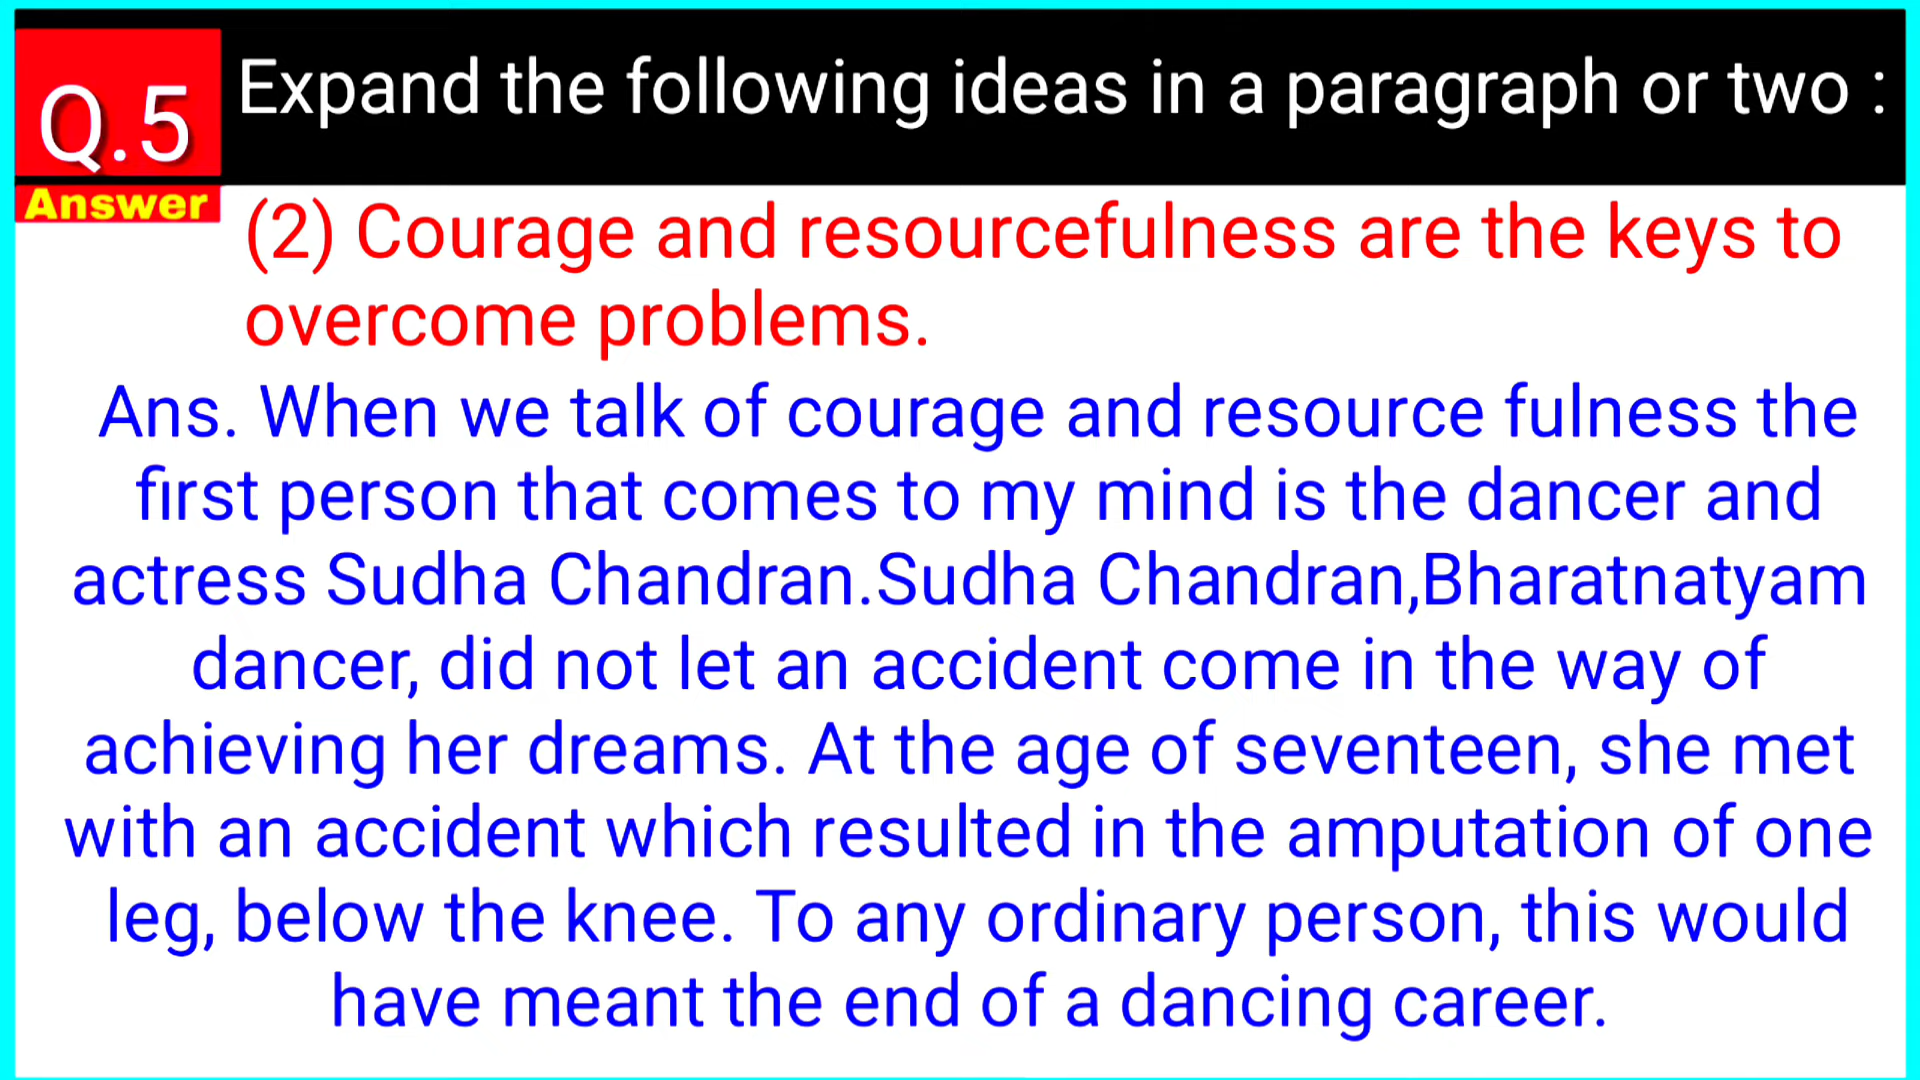 Q.5
Expand the following ideas in a paragraph or two :
Answer
(2) Courage and resourcefulness are the keys to
overcome problems.
Ans. When we talk of courage and resource fulness the
first person that comes to my mind is the dancer and
actress Sudha Chandran.Sudha Chandran,Bharatnatyam
dancer, did not let an accident come in the way of
achieving her dreams. At the age of seventeen, she met
with an accident which resulted in the amputation of one
leg, below the knee. To any ordinary person, this would
have meant the end of a dancing career.